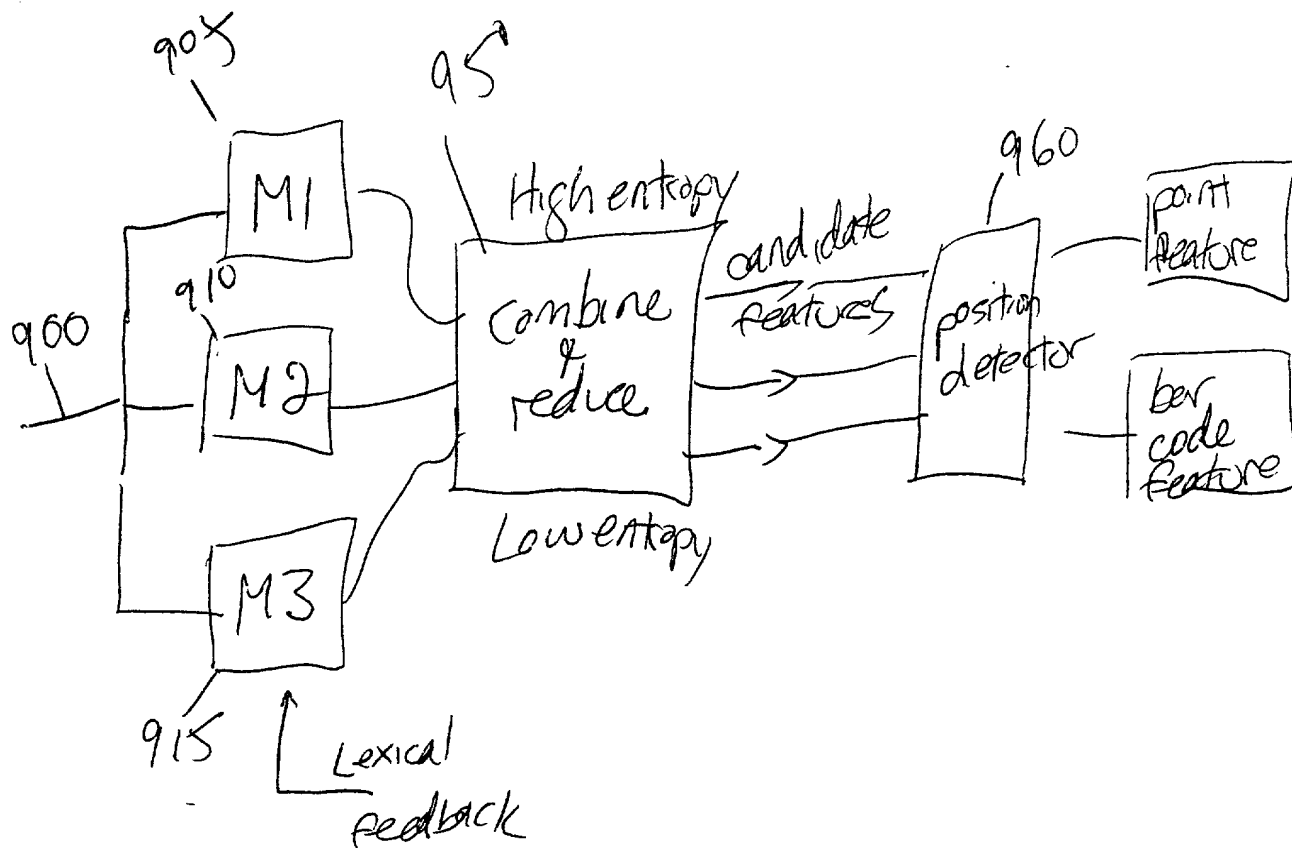 905
M1
910
900
M2
M3
915
Lexical
feedback
High entropy
combine
&
reduce
Low entropy
candidate
features
960
position
detector
point
feature
bar
code
feature